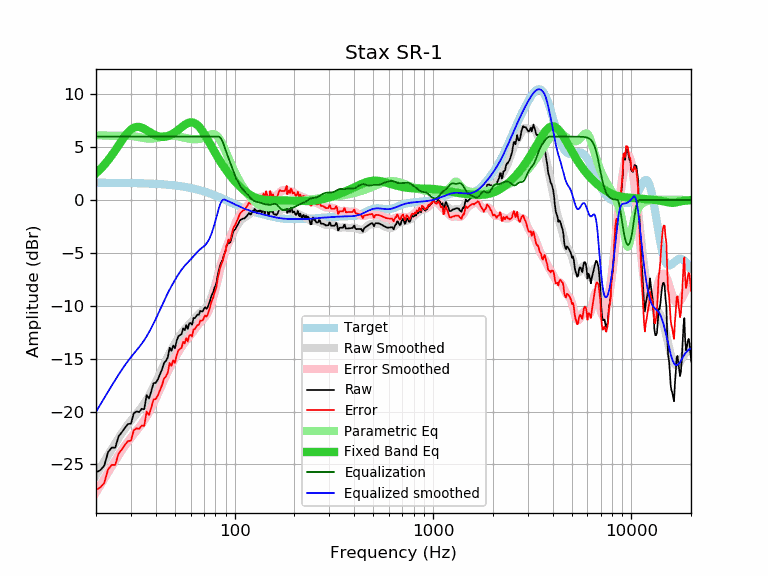 Stax SR-1
Amplitude (dBr)
10
5
0
−5
−10
−15
−20
−25
Target
Raw Smoothed
Error Smoothed
Raw
Error
Parametric Eq
Fixed Band Eq
Equalization
Equalized smoothed
100
1000
10000
Frequency (Hz)